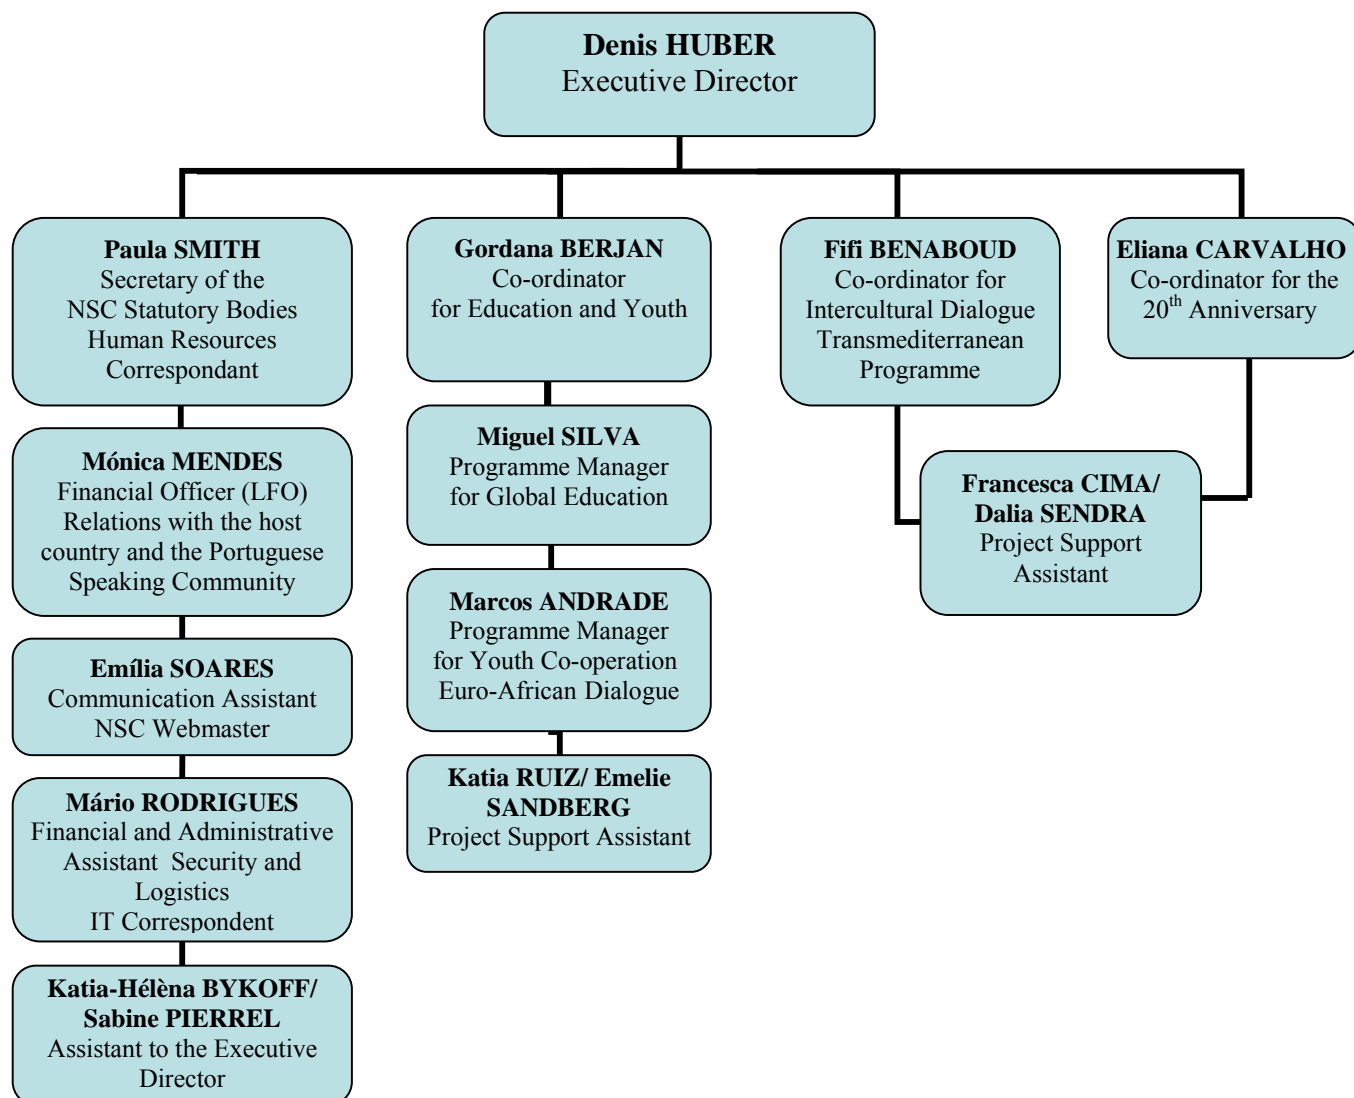 Denis HUBER
Executive Director
Paula SMITH
Secretary of the
NSC Statutory Bodies
Human Resources
Correspondant
Gordana BERJAN
Co-ordinator
for Education and Youth
Fifi BENABOUD
Co-ordinator for
Intercultural Dialogue
Transmediterranean
Programme
Eliana CARVALHO
Co-ordinator for the
20th Anniversary
Mónica MENDES
Financial Officer (LFO)
Relations with the host
country and the Portuguese
Speaking Community
Miguel SILVA
Programme Manager
for Global Education
Francesca CIMA/
Dalia SENDRA
Project Support
Assistant
Emília SOARES
Communication Assistant
NSC Webmaster
Marcos ANDRADE
Programme Manager
for Youth Co-operation
Euro-African Dialogue
Mário RODRIGUES
Financial and Administrative
Assistant Security and
Logistics
IT Correspondent
Katia RUIZ/ Emelie
SANDBERG
Project Support Assistant
Katia-Hélèna BYKOFF/
Sabine PIERREL
Assistant to the Executive
Director